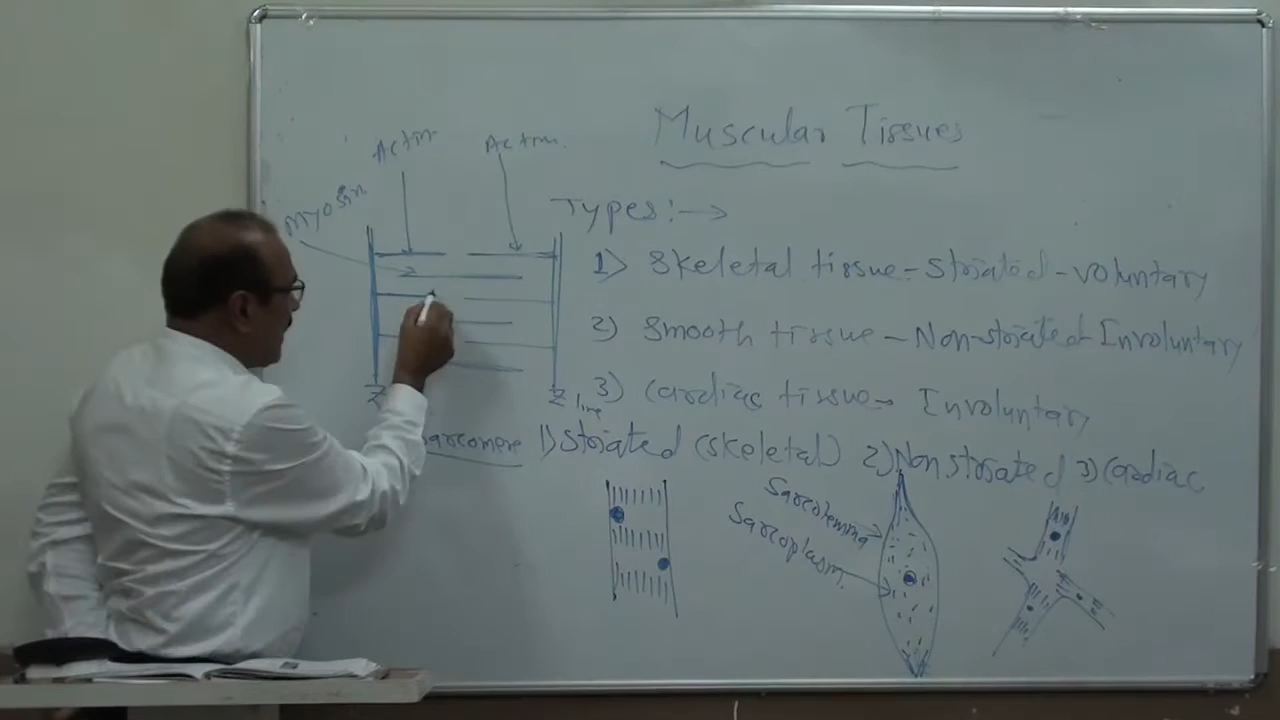 Muscular Tissues
Actin
Actin
Myosin
Types:→
1) Skeletal tissue - Striated - Voluntary
2) Smooth tissue - Non-striated - Involuntary
3) Cardiac tissue → Involuntary
Z
Z line
Sarcomere
1) Striated (Skeletal) 2) Non striated 3) Cardiac
Sarcolemma
Sarcoplasm.